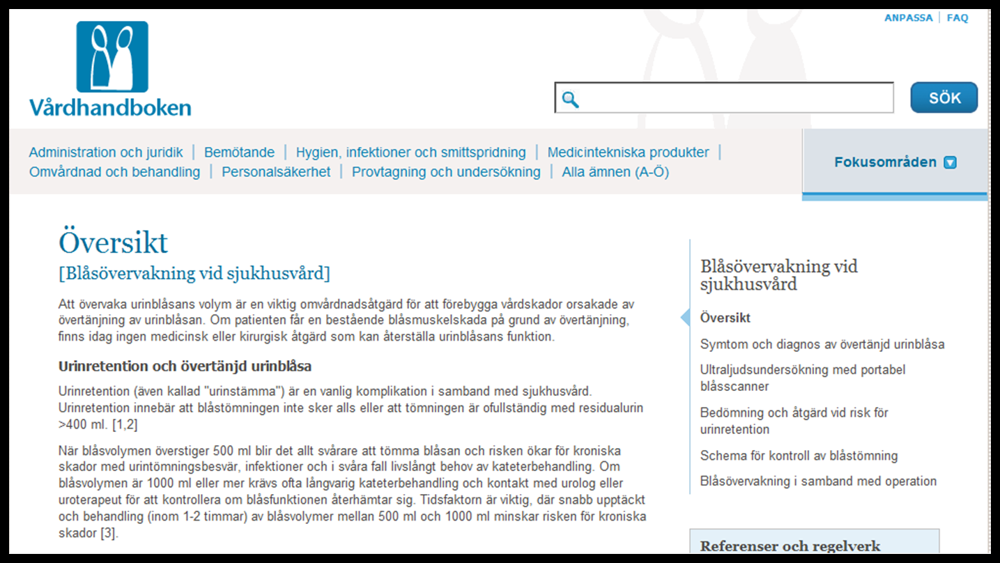 ANPASSA | FAQ
Vårdhandboken
SÖK
Administration och juridik | Bemötande | Hygien, infektioner och smittspridning | Medicintekniska produkter |
Omvårdnad och behandling | Personalsäkerhet | Provtagning och undersökning | Alla ämnen (A-Ö)
Fokusområden
Översikt
[Blåsövervakning vid sjukhusvård]
Att övervaka urinblåsans volym är en viktig omvårdnadsåtgärd för att förebygga vårdskador orsakade av
övertänjning av urinblåsan. Om patienten får en bestående blåsmuskelskada på grund av övertänjning,
finns idag ingen medicinsk eller kirurgisk åtgärd som kan återställa urinblåsans funktion.
Urinretention och övertänjd urinblåsa
Urinretention (även kallad "urinstämma") är en vanlig komplikation i samband med sjukhusvård.
Urinretention innebär att blåstömningen inte sker alls eller att tömningen är ofullständig med residualurin
>400 ml. [1,2]
När blåsvolymen överstiger 500 ml blir det allt svårare att tömma blåsan och risken ökar för kroniska
skador med urintömningsbesvär, infektioner och i svåra fall livslångt behov av kateterbehandling. Om
blåsvolymen är 1000 ml eller mer krävs ofta långvarig kateterbehandling och kontakt med urolog eller
uroterapeut för att kontrollera om blåsfunktionen återhämtar sig. Tidsfaktorn är viktig, där snabb upptäckt
och behandling (inom 1-2 timmar) av blåsvolymer mellan 500 ml och 1000 ml minskar risken för kroniska
skador [3].
Blåsövervakning vid
sjukhusvård
Översikt
Symtom och diagnos av övertänjd urinblåsa
Ultraljudsundersökning med portabel
blåsscanner
Bedömning och åtgärd vid risk för
urinretention
Schema för kontroll av blåstömning
Blåsövervakning i samband med operation
Referenser och regelverk